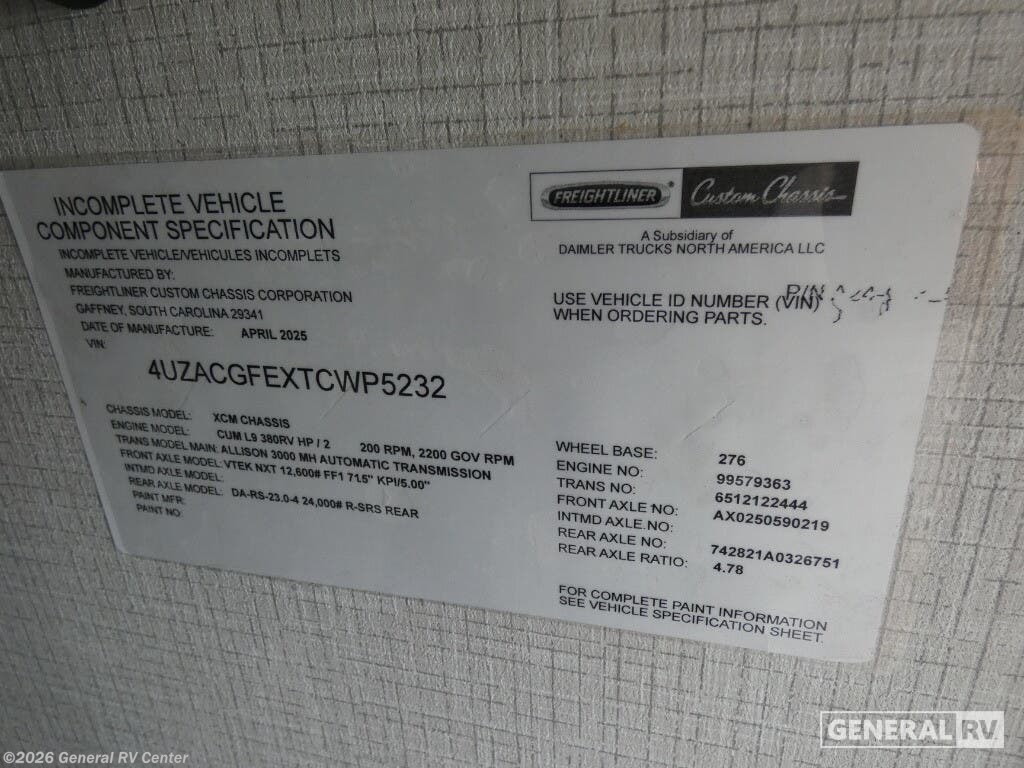 INCOMPLETE VEHICLE
COMPONENT SPECIFICATION
INCOMPLETE VEHICLE/VEHICULES INCOMPLETS
MANUFACTURED BY:
FREIGHTLINER CUSTOM CHASSIS CORPORATION
GAFFNEY, SOUTH CAROLINA 29341
DATE OF MANUFACTURE: APRIL 2025
VIN:
4UZACGFEXTCWP5232
CHASSIS MODEL: XCM CHASSIS
ENGINE MODEL: CUM L9 380RV HP / 2 200 RPM, 2200 GOV RPM
TRANS MODEL MAIN: ALLISON 3000 MH AUTOMATIC TRANSMISSION
FRONT AXLE MODEL: VTEK NXT 12,600# FF1 71.5" KPI/5.00"
INTMD AXLE MODEL:
REAR AXLE MODEL: DA-RS-23.0-4 24,000# R-SRS REAR
PAINT MFR:
PAINT NO:
FREIGHTLINER® Custom Chassis
A Subsidiary of
DAIMLER TRUCKS NORTH AMERICA LLC
USE VEHICLE ID NUMBER (VIN)
WHEN ORDERING PARTS.
P/N
WHEEL BASE: 276
ENGINE NO: 99579363
TRANS NO: 6512122444
FRONT AXLE NO: AX0250590219
INTMD AXLE.NO:
REAR AXLE NO: 742821A0326751
REAR AXLE RATIO: 4.78
FOR COMPLETE PAINT INFORMATION
SEE VEHICLE SPECIFICATION SHEET.
GENERAL RV
©2026 General RV Center